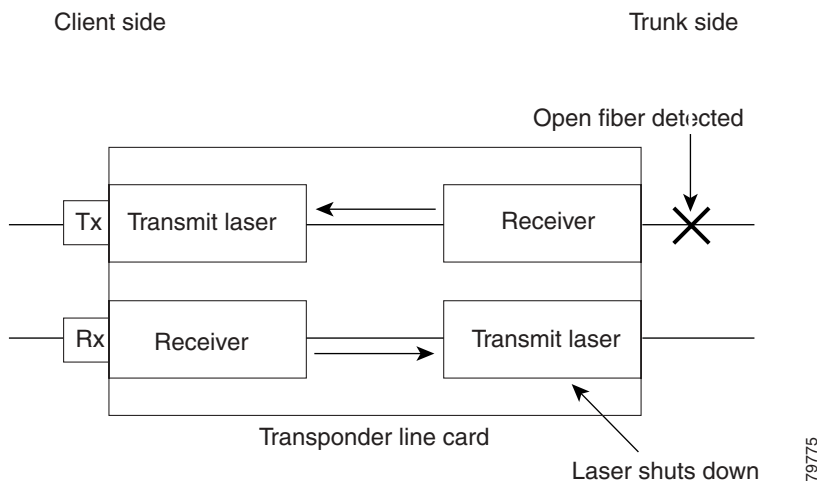 Client side
Trunk side
Open fiber detected
Tx
Transmit laser
Receiver
Rx
Receiver
Transmit laser
Transponder line card
Laser shuts down
79775